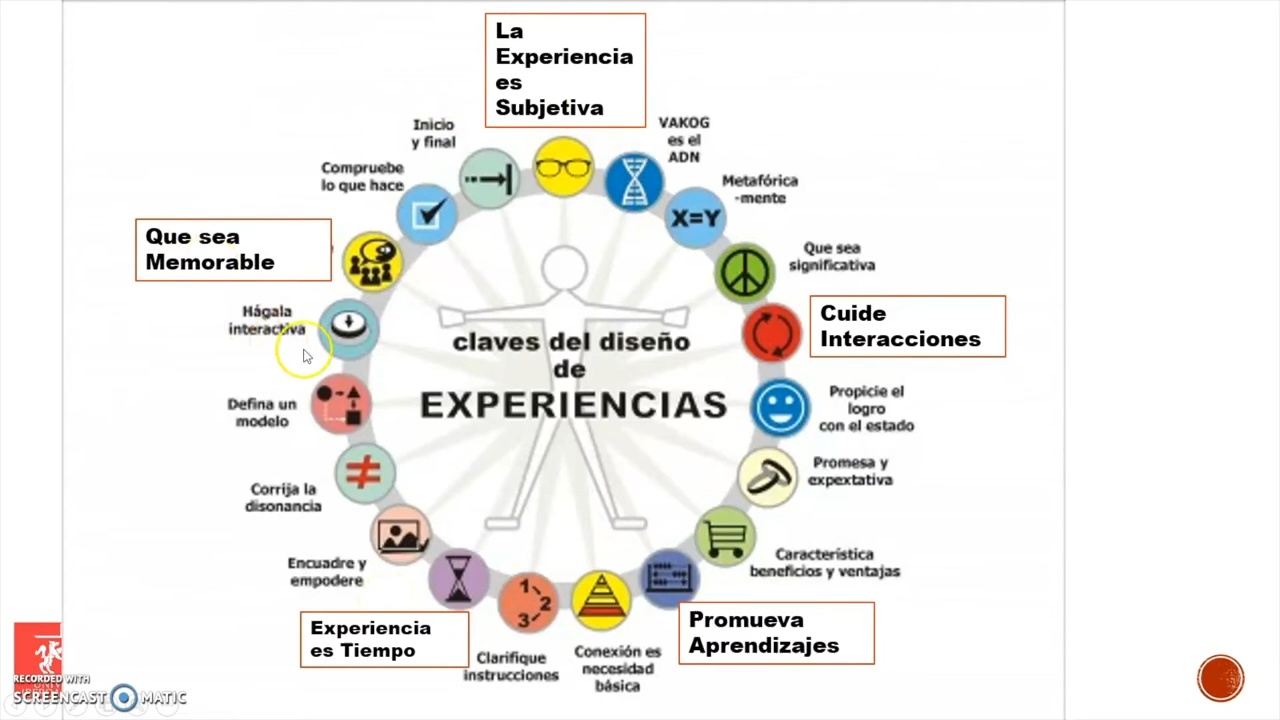 La
Experiencia
es
Subjetiva
Inicio
y final
VAKOG
es el
ADN
Compruebe
lo que hace
Metafórica
-mente
X=Y
Que sea
Memorable
Que sea
significativa
Hágala
interactiva
Cuide
Interacciones
claves del diseño
de
EXPERIENCIAS
Defina un
modelo
Propicie el
logro
con el estado
Promesa y
expextativa
Corrija la
disonancia
Encuadre y
empodere
Característica
beneficios y ventajas
1
2
3
Experiencia
es Tiempo
Promueva
Aprendizajes
Clarifique
instrucciones
Conexión es
necesidad
básica
RECORDED WITH
SCREENCAST MATIC